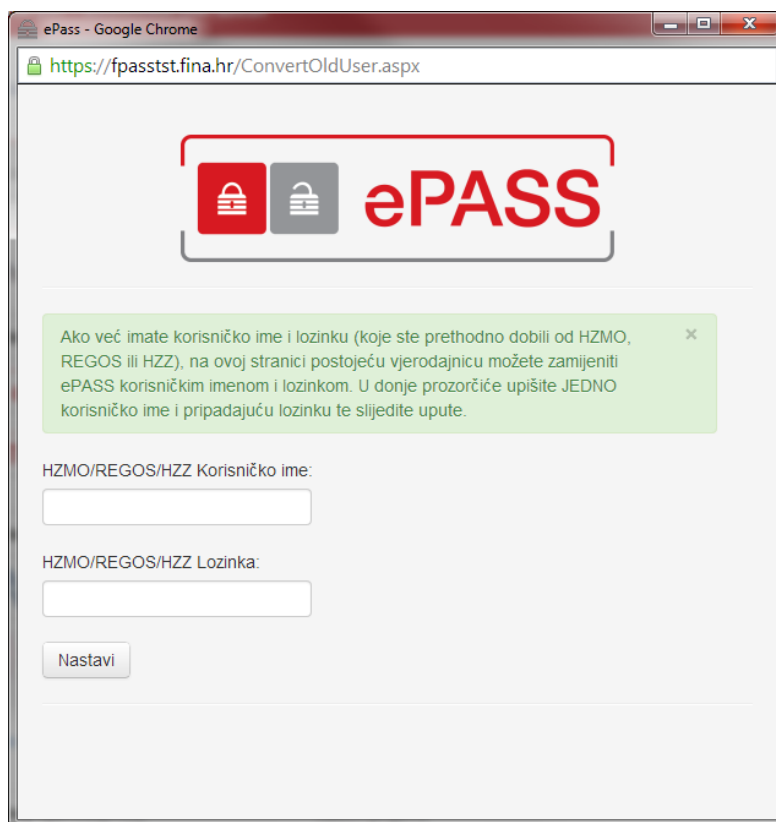 ePass - Google Chrome
https://fpasstst.fina.hr/ConvertOldUser.aspx
ePASS
Ako već imate korisničko ime i lozinku (koje ste prethodno dobili od HZMO,
REGOS ili HZZ), na ovoj stranici postojeću vjerodajnicu možete zamijeniti
ePASS korisničkim imenom i lozinkom. U donje prozorčiće upišite JEDNO
korisničko ime i pripadajuću lozinku te slijedite upute.
HZMO/REGOS/HZZ Korisničko ime:
HZMO/REGOS/HZZ Lozinka:
Nastavi